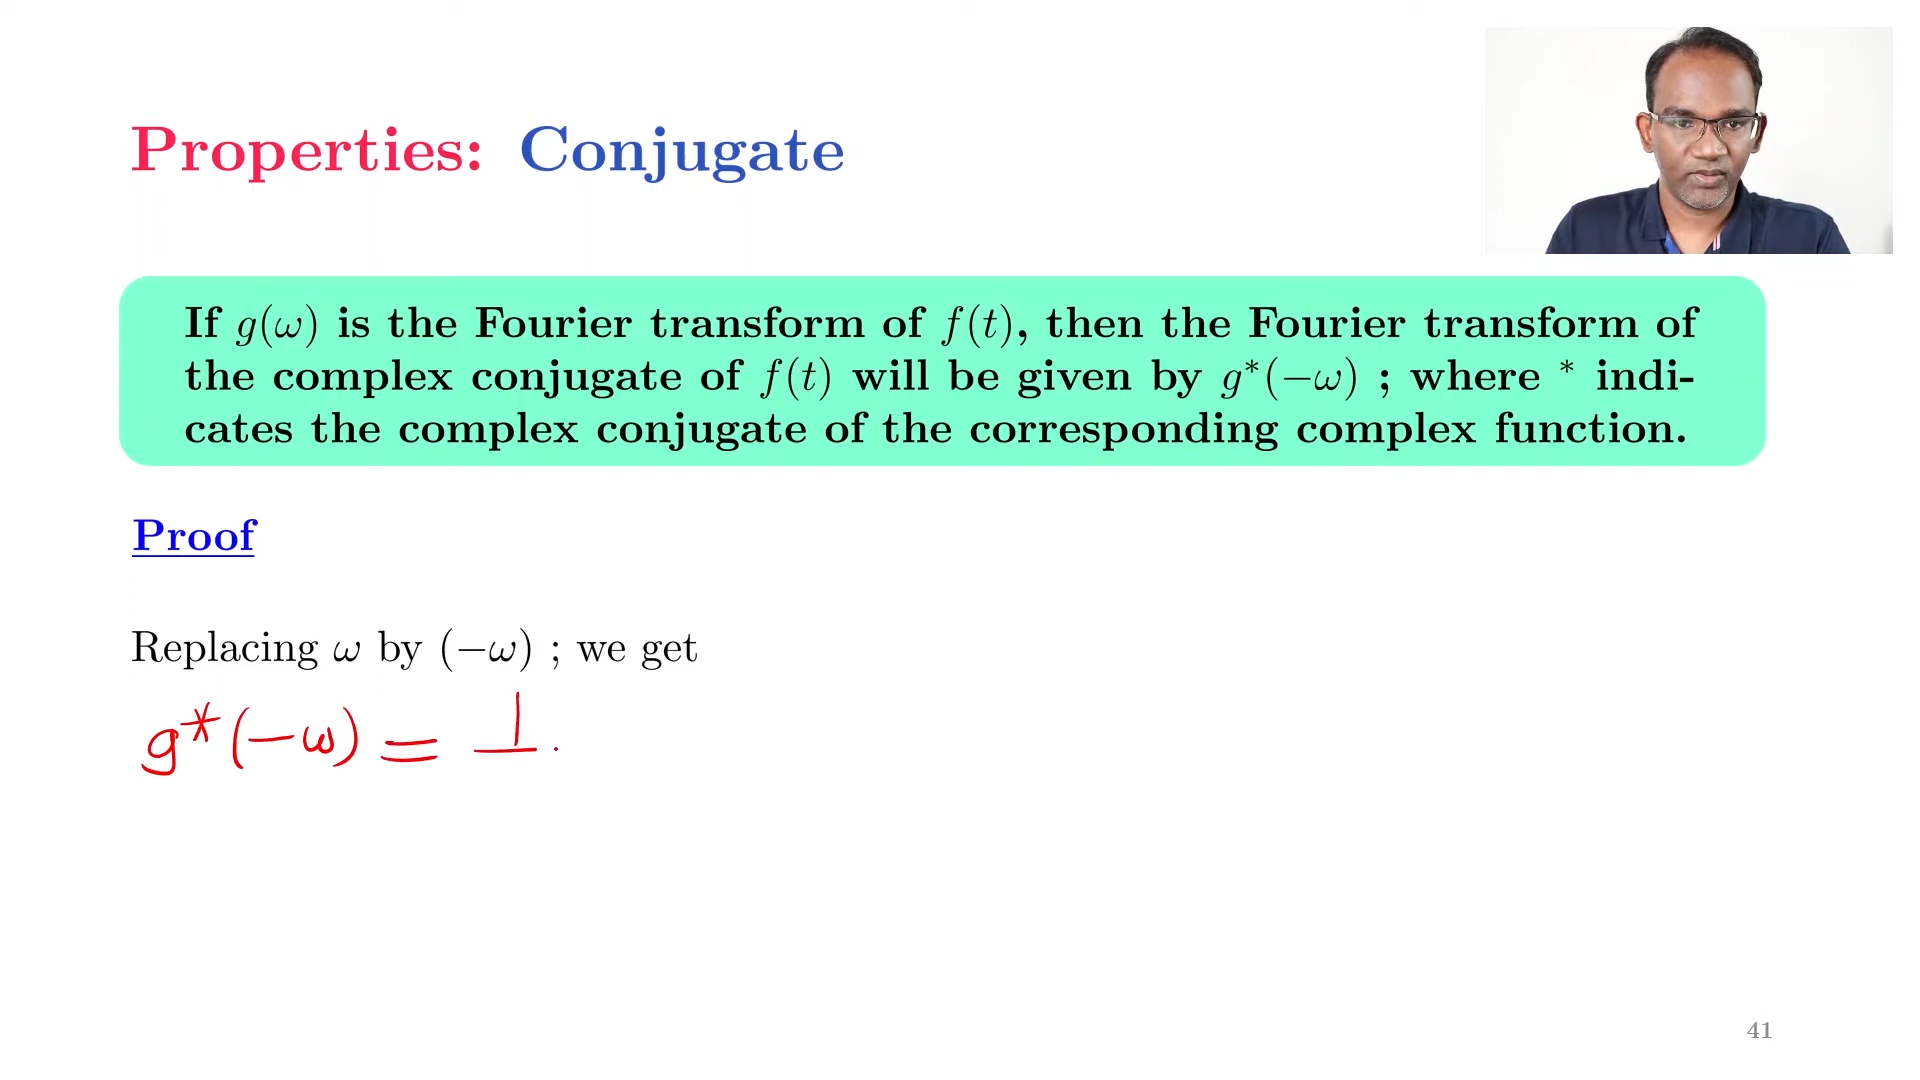 Properties: Conjugate
If g(ω) is the Fourier transform of f(t), then the Fourier transform of
the complex conjugate of f(t) will be given by g*(−ω) ; where * indi-
cates the complex conjugate of the corresponding complex function.
Proof
Replacing ω by (−ω) ; we get
g*(−ω) = 1
41